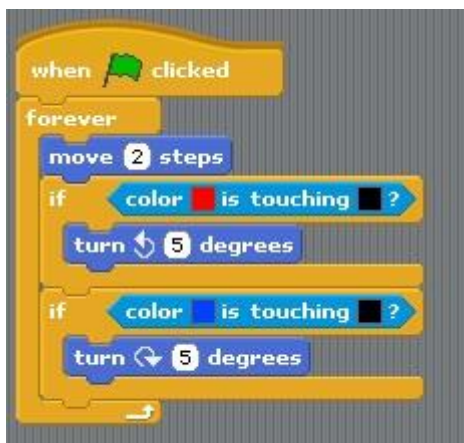 when clicked
forever
move 2 steps
if color is touching ?
turn 5 degrees
if color is touching ?
turn 5 degrees